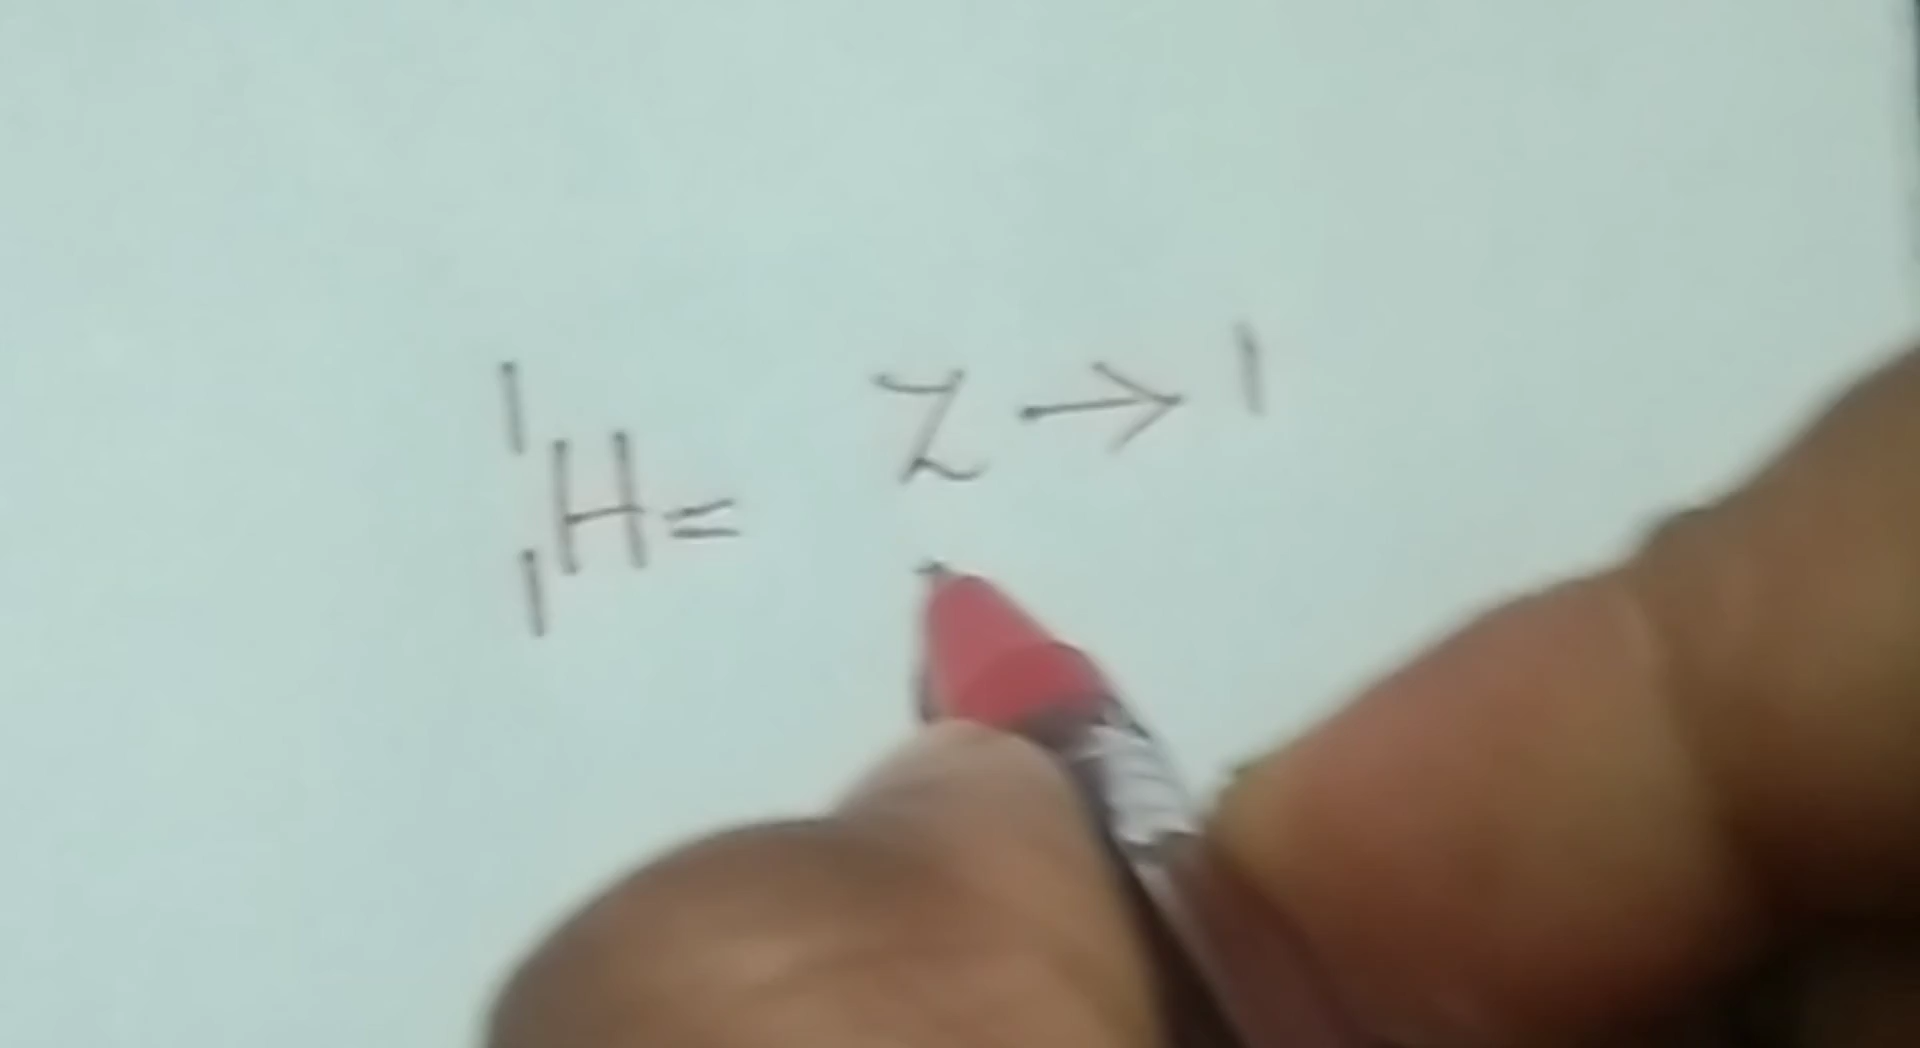 ¹₁H = Z → 1